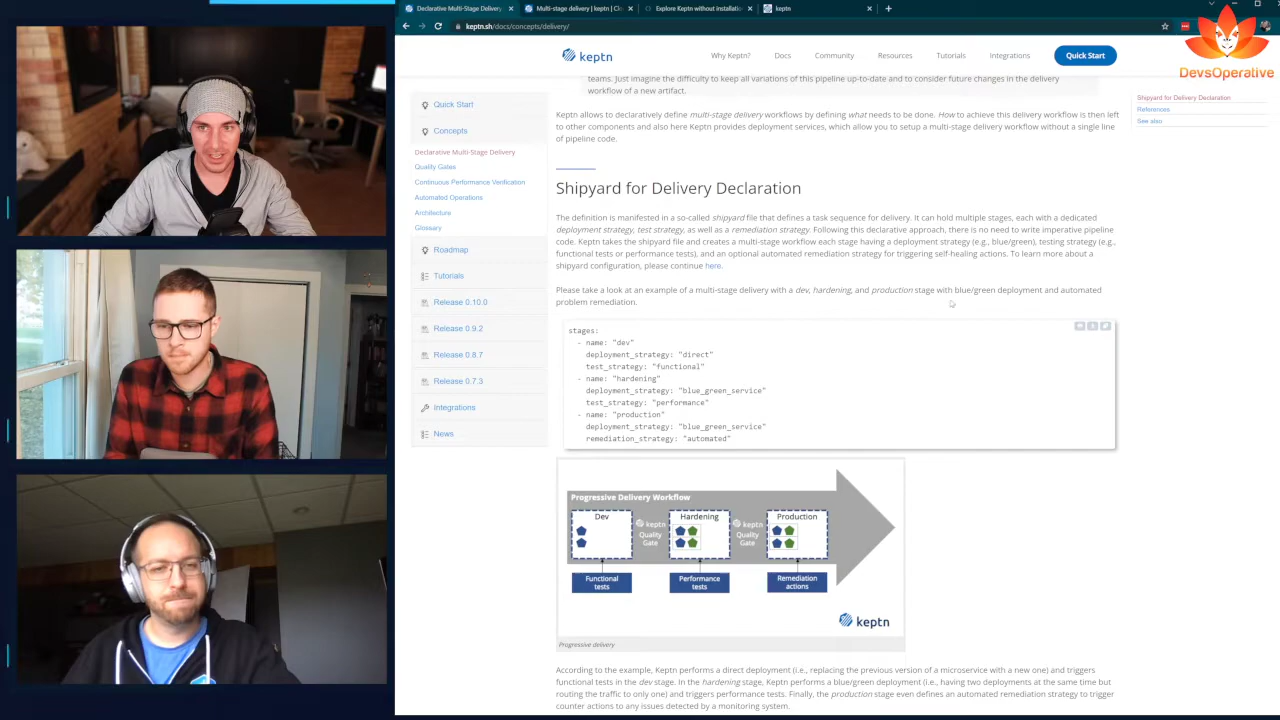 Declarative Multi-Stage Delivery
Multi-stage delivery | keptn | Clo
Explore Keptn without installatio
keptn
keptn.sh/docs/concepts/delivery/
DevsOperative
keptn
Why Keptn?
Docs
Community
Resources
Tutorials
Integrations
Quick Start
Quick Start
Concepts
Declarative Multi-Stage Delivery
Quality Gates
Continuous Performance Verification
Automated Operations
Architecture
Glossary
Roadmap
Tutorials
Release 0.10.0
Release 0.9.2
Release 0.8.7
Release 0.7.3
Integrations
News
teams. Just imagine the difficulty to keep all variations of this pipeline up-to-date and to consider future changes in the delivery
workflow of a new artifact.
Keptn allows to declaratively define multi-stage delivery workflows by defining what needs to be done. How to achieve this delivery workflow is then left
to other components and also here Keptn provides deployment services, which allow you to setup a multi-stage delivery workflow without a single line
of pipeline code.
Shipyard for Delivery Declaration
The definition is manifested in a so-called shipyard file that defines a task sequence for delivery. It can hold multiple stages, each with a dedicated
deployment strategy, test strategy, as well as a remediation strategy. Following this declarative approach, there is no need to write imperative pipeline
code. Keptn takes the shipyard file and creates a multi-stage workflow each stage having a deployment strategy (e.g., blue/green), testing strategy (e.g.,
functional tests or performance tests), and an optional automated remediation strategy for triggering self-healing actions. To learn more about a
shipyard configuration, please continue here.
Please take a look at an example of a multi-stage delivery with a dev, hardening, and production stage with blue/green deployment and automated
problem remediation.
stages:
- name: "dev"
deployment_strategy: "direct"
test_strategy: "functional"
- name: "hardening"
deployment_strategy: "blue_green_service"
test_strategy: "performance"
- name: "production"
deployment_strategy: "blue_green_service"
remediation_strategy: "automated"
Progressive Delivery Workflow
Dev
keptn
Quality
Gate
Hardening
keptn
Quality
Gate
Production
Functional
tests
Performance
tests
Remediation
actions
keptn
Progressive delivery
According to the example, Keptn performs a direct deployment (i.e., replacing the previous version of a microservice with a new one) and triggers
functional tests in the dev stage. In the hardening stage, Keptn performs a blue/green deployment (i.e., having two deployments at the same time but
routing the traffic to only one) and triggers performance tests. Finally, the production stage even defines an automated remediation strategy to trigger
counter actions to any issues detected by a monitoring system.
Shipyard for Delivery Declaration
References
See also